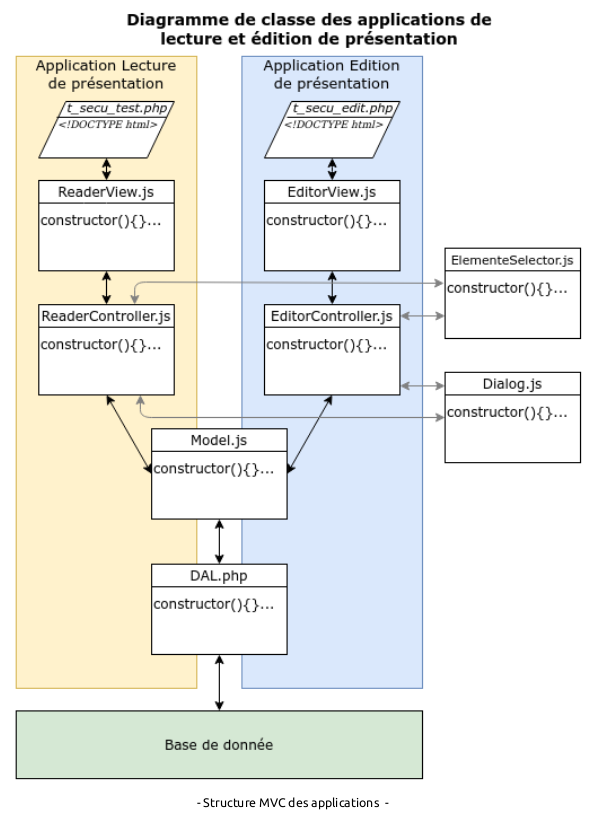 Diagramme de classe des applications de
lecture et édition de présentation
Application Lecture
de présentation
Application Edition
de présentation
t_secu_test.php
<!DOCTYPE html>
t_secu_edit.php
<!DOCTYPE html>
ReaderView.js
constructor(){}...
EditorView.js
constructor(){}...
ElementeSelector.js
constructor(){}...
ReaderController.js
constructor(){}...
EditorController.js
constructor(){}...
Dialog.js
constructor(){}...
Model.js
constructor(){}...
DAL.php
constructor(){}...
Base de donnée
- Structure MVC des applications -